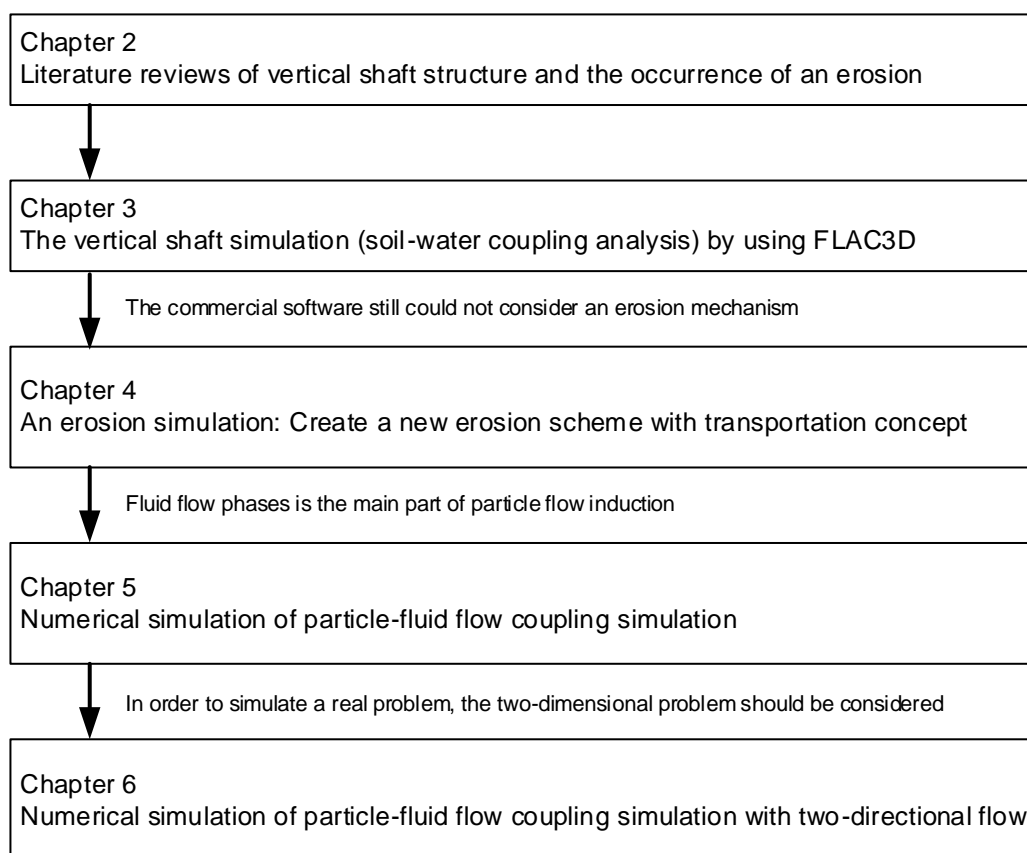 Chapter 2
Literature reviews of vertical shaft structure and the occurrence of an erosion
Chapter 3
The vertical shaft simulation (soil-water coupling analysis) by using FLAC3D
The commercial software still could not consider an erosion mechanism
Chapter 4
An erosion simulation: Create a new erosion scheme with transportation concept
Fluid flow phases is the main part of particle flow induction
Chapter 5
Numerical simulation of particle-fluid flow coupling simulation
In order to simulate a real problem, the two-dimensional problem should be considered
Chapter 6
Numerical simulation of particle-fluid flow coupling simulation with two-directional flow